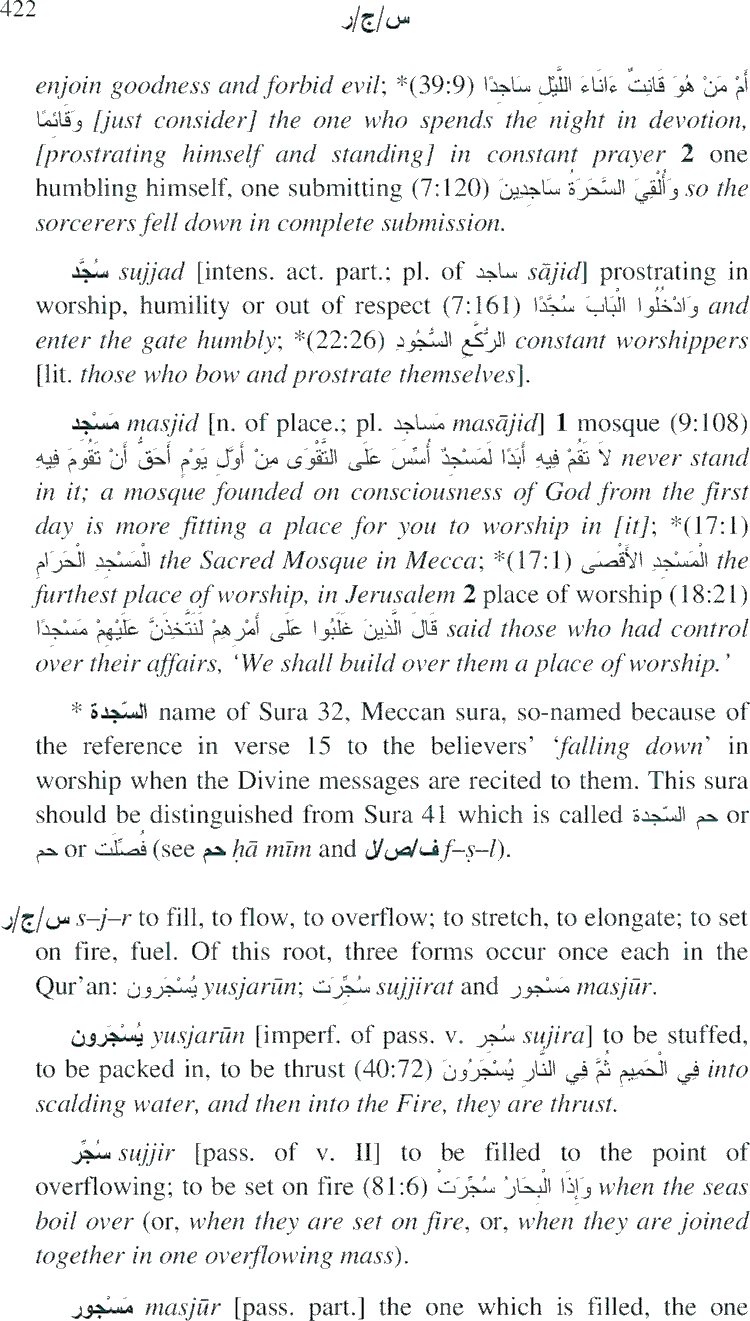 422
س/ج/ر
enjoin goodness and forbid evil; *(39:9) أَمْ مَنْ هُوَ قَانِتٌ ءَانَاءَ اللَّيْلِ سَاجِدًا
وَقَائِمًا [just consider] the one who spends the night in devotion,
[prostrating himself and standing] in constant prayer 2 one
humbling himself, one submitting (7:120) وَأُلْقِيَ السَّحَرَةُ سَاجِدِينَ so the
sorcerers fell down in complete submission.
سُجَّد sujjad [intens. act. part.; pl. of ساجد sājid] prostrating in
worship, humility or out of respect (7:161) وَادْخُلُوا الْبَابَ سُجَّدًا and
enter the gate humbly; *(22:26) الرُّكَّعِ السُّجُودِ constant worshippers
[lit. those who bow and prostrate themselves].
مَسْجِد masjid [n. of place.; pl. مَساجِد masājid] 1 mosque (9:108)
لاَ تَقُمْ فِيهِ أَبَدًا لَمَسْجِدٌ أُسِّسَ عَلَى التَّقْوَى مِنْ أَوَّلِ يَوْمٍ أَحَقُّ أَنْ تَقُومَ فِيهِ never stand
in it; a mosque founded on consciousness of God from the first
day is more fitting a place for you to worship in [it]; *(17:1)
الْمَسْجِدِ الْحَرَامِ the Sacred Mosque in Mecca; *(17:1) الْمَسْجِدِ الأَقْصَى the
furthest place of worship, in Jerusalem 2 place of worship (18:21)
قَالَ الَّذِينَ غَلَبُوا عَلَى أَمْرِهِمْ لَنَتَّخِذَنَّ عَلَيْهِمْ مَسْجِدًا said those who had control
over their affairs, ‘We shall build over them a place of worship.’
* السَّجدة name of Sura 32, Meccan sura, so-named because of
the reference in verse 15 to the believers’ ‘falling down’ in
worship when the Divine messages are recited to them. This sura
should be distinguished from Sura 41 which is called حم السَّجدة or
حم or فُصِّلَت (see حم ḥā mīm and ف/ص/ل f–ṣ–l).
س/ج/ر s–j–r to fill, to flow, to overflow; to stretch, to elongate; to set
on fire, fuel. Of this root, three forms occur once each in the
Qur’an: يُسْجَرون yusjarūn; سُجِّرَت sujjirat and مَسْجور masjūr.
يُسْجَرون yusjarūn [imperf. of pass. v. سُجِر sujira] to be stuffed,
to be packed in, to be thrust (40:72) فِي الْحَمِيمِ ثُمَّ فِي النَّارِ يُسْجَرُونَ into
scalding water, and then into the Fire, they are thrust.
سُجِّر sujjir [pass. of v. II] to be filled to the point of
overflowing; to be set on fire (81:6) وَإِذَا الْبِحَارُ سُجِّرَتْ when the seas
boil over (or, when they are set on fire, or, when they are joined
together in one overflowing mass).
مَسْجور masjūr [pass. part.] the one which is filled, the one